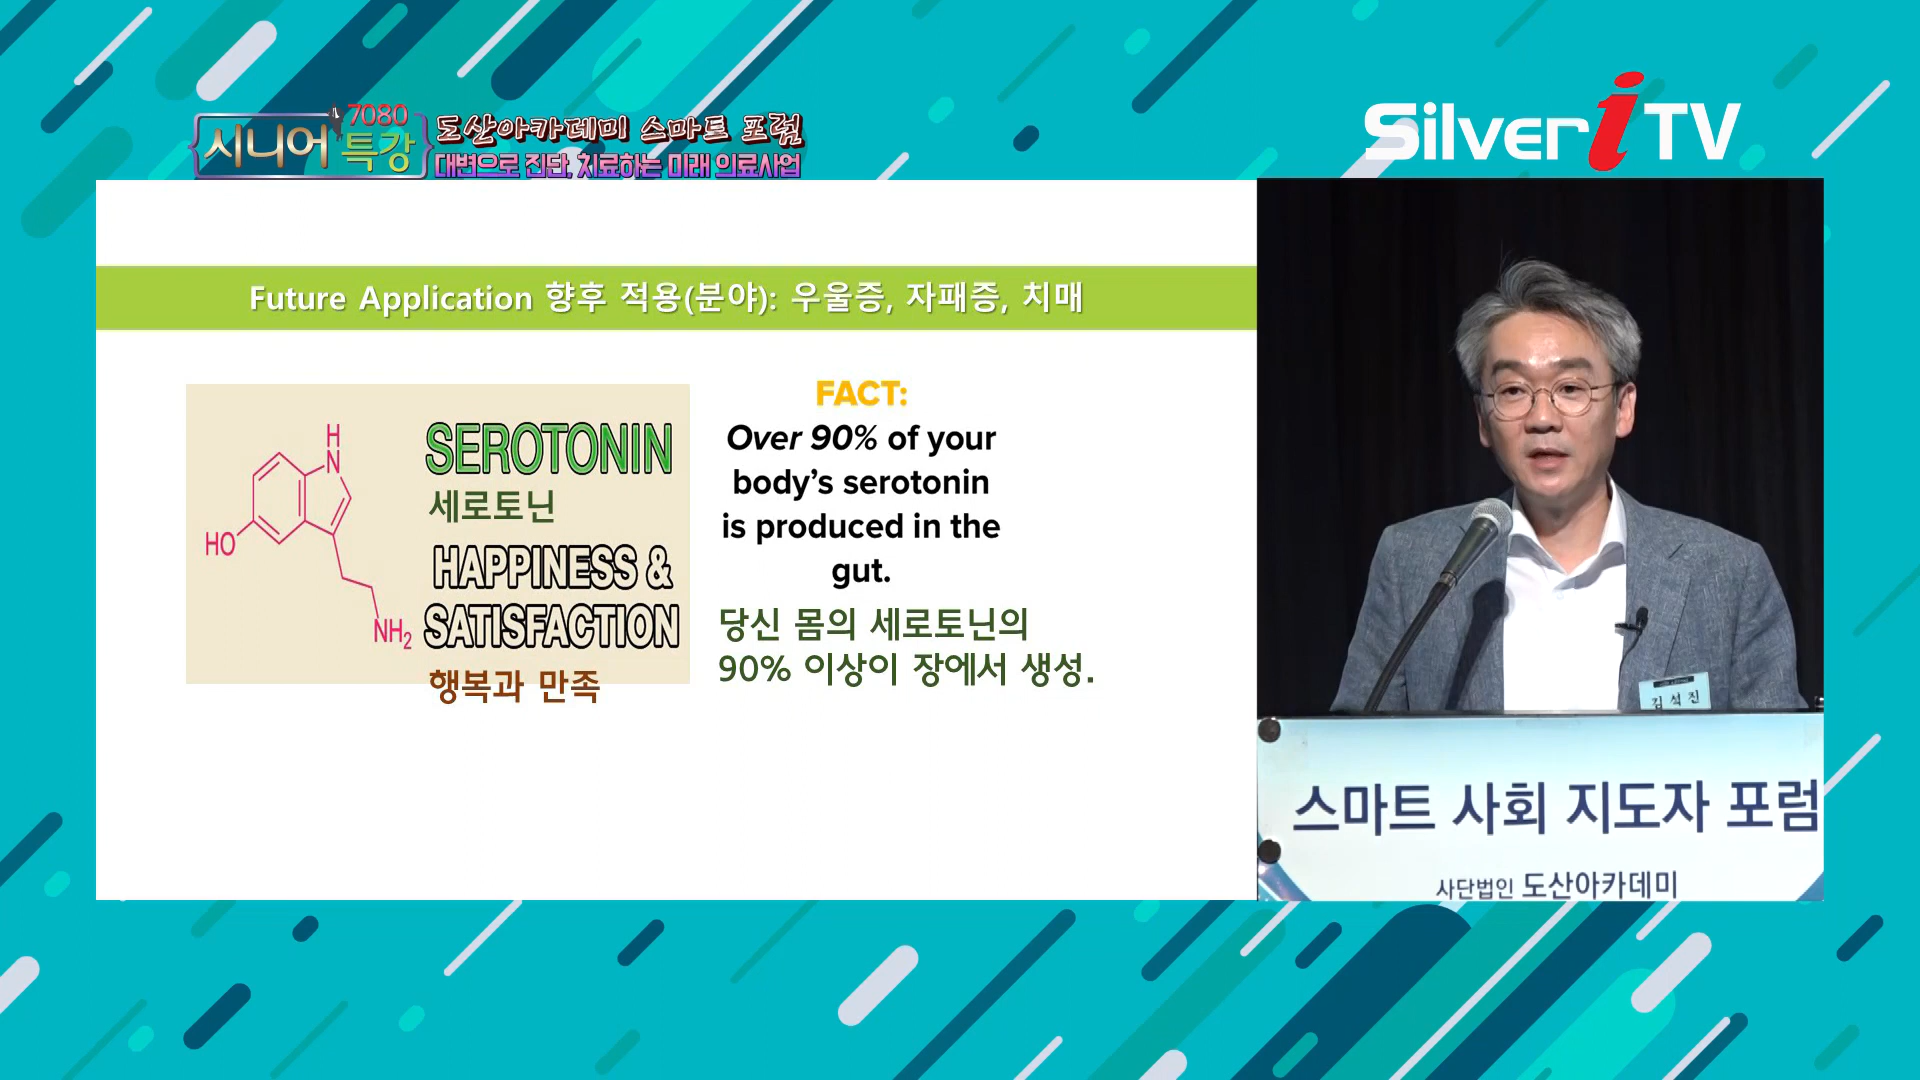 시니어 7080 특강
도산아카데미 스마트 포럼
대변으로 진단, 치료하는 미래 의료사업
Silver i TV
Future Application 향후 적용(분야): 우울증, 자패증, 치매
H
N
HO
NH2
SEROTONIN
세로토닌
HAPPINESS &
SATISFACTION
행복과 만족
FACT:
Over 90% of your
body's serotonin
is produced in the
gut.
당신 몸의 세로토닌의
90% 이상이 장에서 생성.
김석진
스마트 사회 지도자 포럼
사단법인 도산아카데미